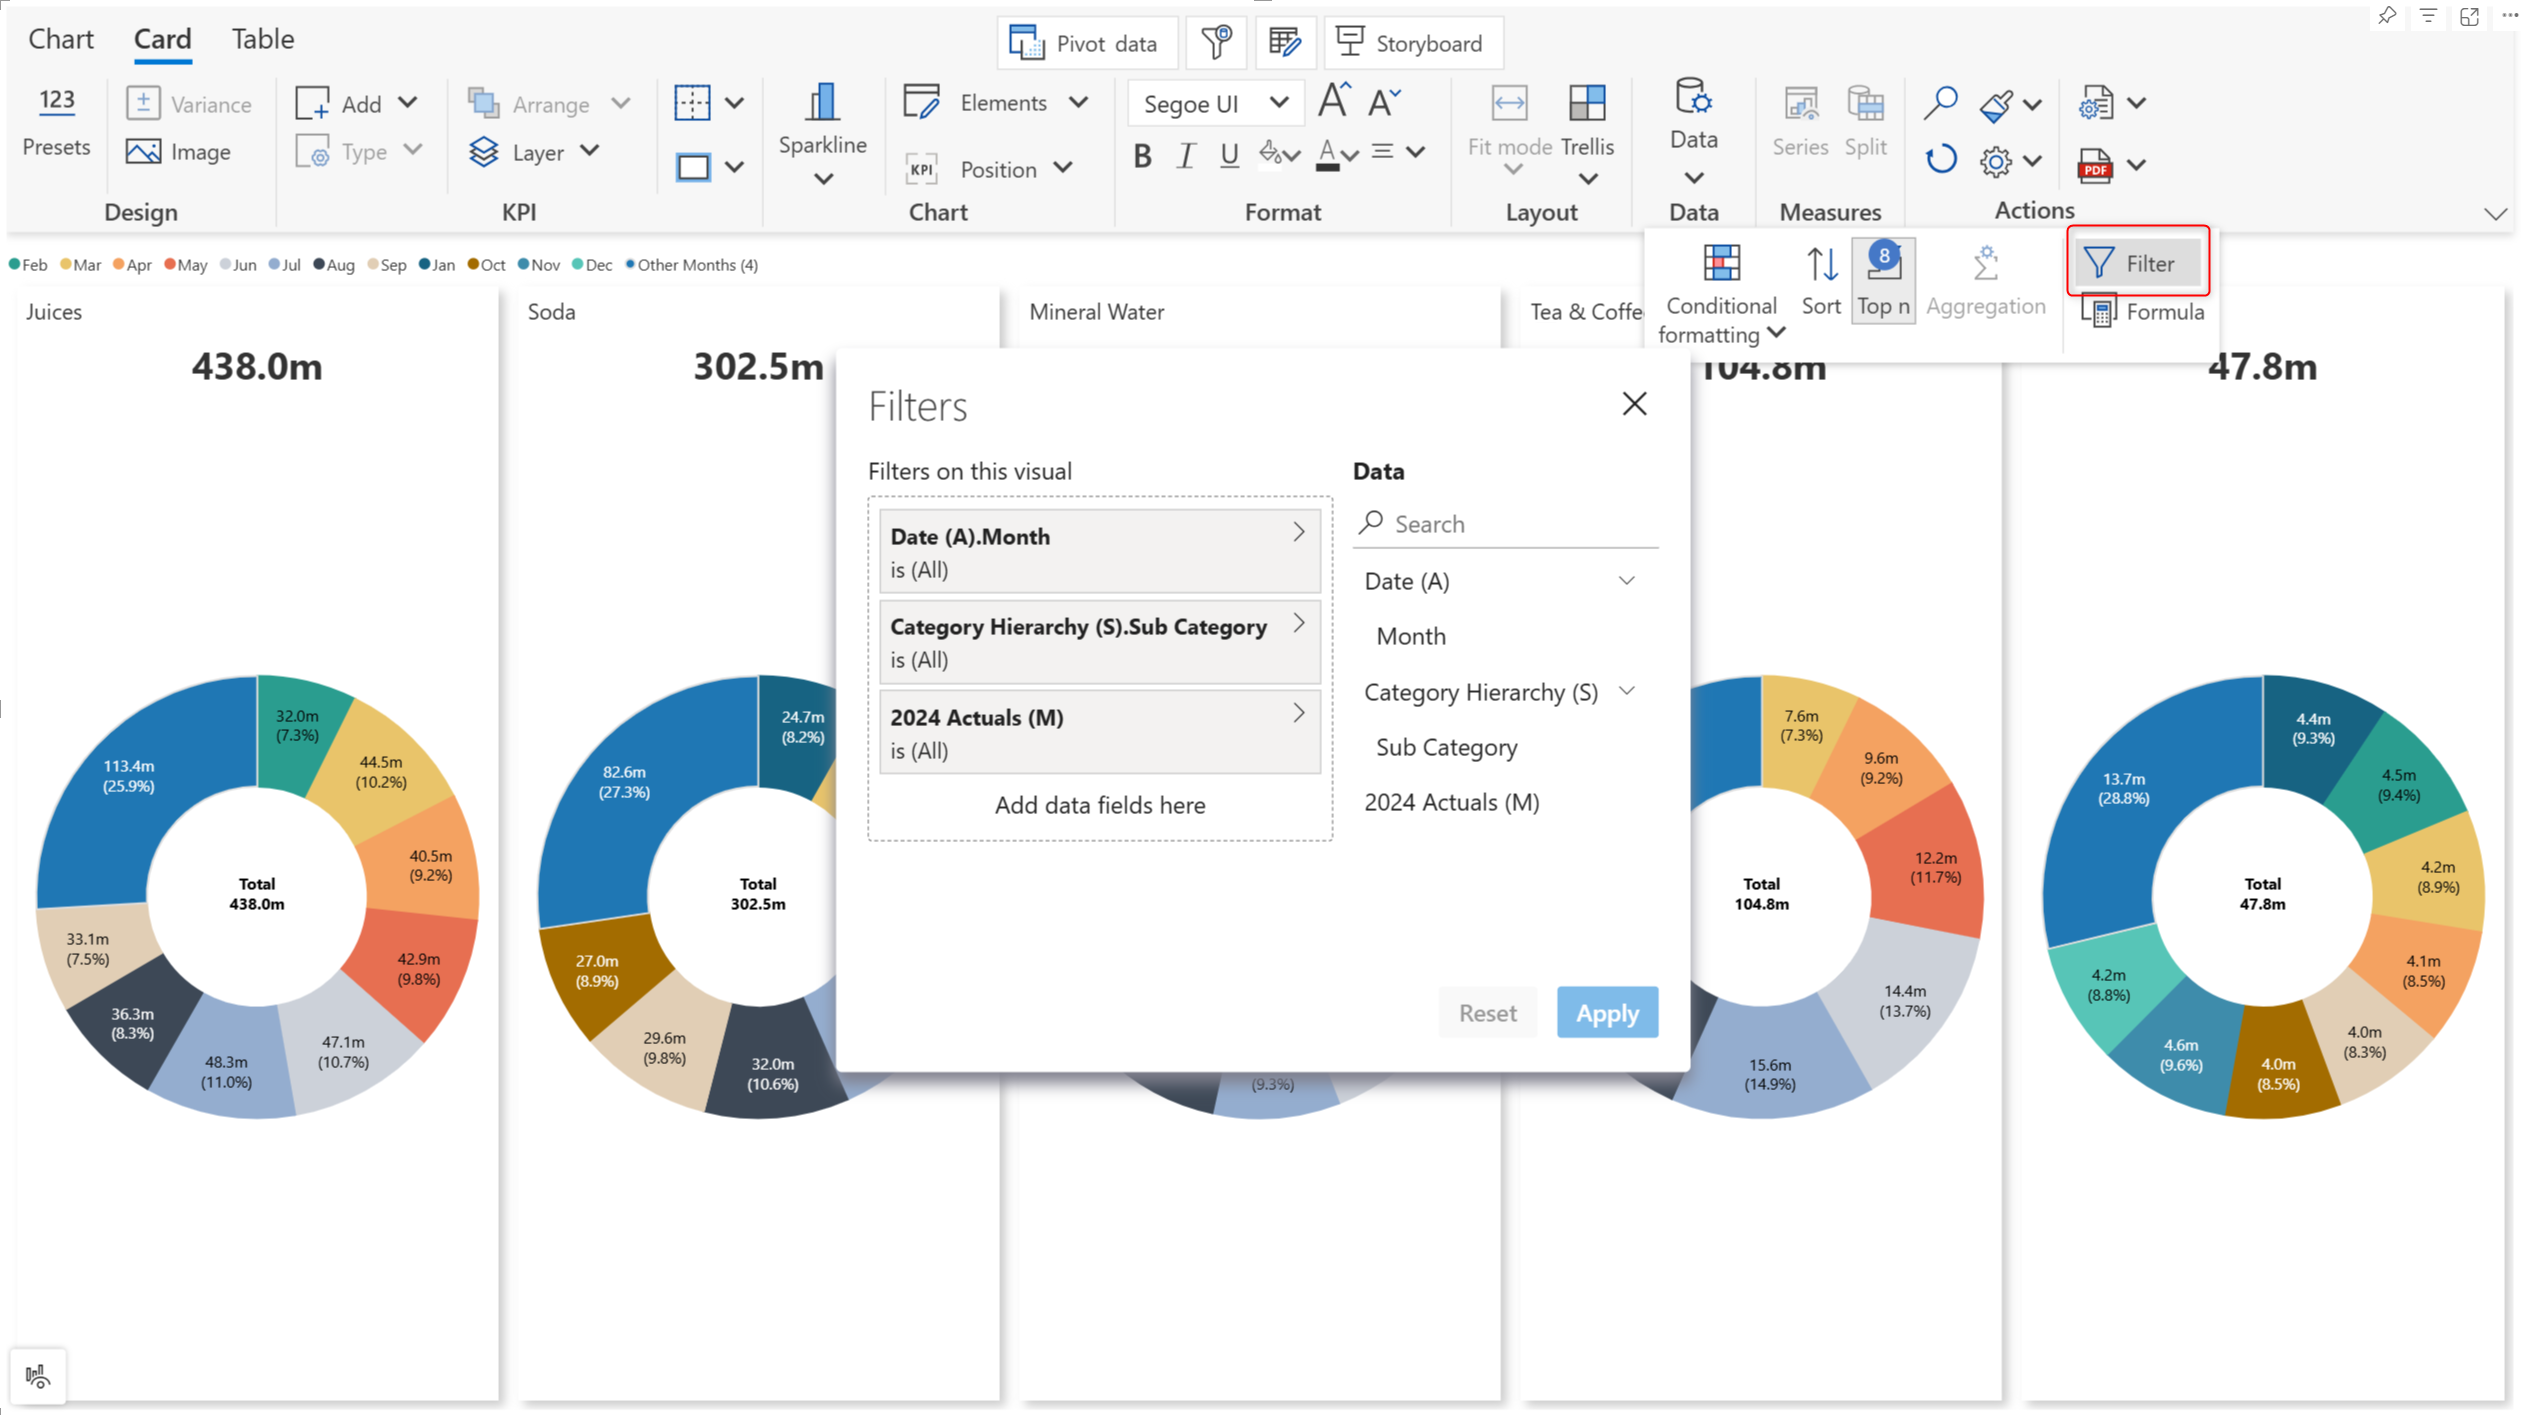 Chart Card Table
Pivot data
Storyboard
123
Presets
Variance
Image
Design
Add
Type
Arrange
Layer
KPI
Sparkline
Elements
KPI Position
Chart
Segoe UI
B I U A
Format
Fit mode Trellis
Layout
Data
Data
Series Split
Measures
PDF
Actions
Conditional
formatting
Sort
8
Top n
Aggregation
Filter
Formula
Feb Mar Apr May Jun Jul Aug Sep Jan Oct Nov Dec Other Months (4)
Juices
438.0m
32.0m
(7.3%)
44.5m
(10.2%)
40.5m
(9.2%)
42.9m
(9.8%)
47.1m
(10.7%)
48.3m
(11.0%)
36.3m
(8.3%)
33.1m
(7.5%)
113.4m
(25.9%)
Total
438.0m
Soda
302.5m
24.7m
(8.2%)
32.0m
(10.6%)
29.6m
(9.8%)
27.0m
(8.9%)
82.6m
(27.3%)
Total
302.5m
Mineral Water
(9.3%)
Filters
Filters on this visual
Date (A).Month
is (All)
Category Hierarchy (S).Sub Category
is (All)
2024 Actuals (M)
is (All)
Add data fields here
Data
Search
Date (A)
Month
Category Hierarchy (S)
Sub Category
2024 Actuals (M)
Reset Apply
Tea & Coffe
104.8m
7.6m
(7.3%)
9.6m
(9.2%)
12.2m
(11.7%)
14.4m
(13.7%)
15.6m
(14.9%)
Total
104.8m
47.8m
4.4m
(9.3%)
4.5m
(9.4%)
4.2m
(8.9%)
4.1m
(8.5%)
4.0m
(8.3%)
4.0m
(8.5%)
4.6m
(9.6%)
4.2m
(8.8%)
13.7m
(28.8%)
Total
47.8m